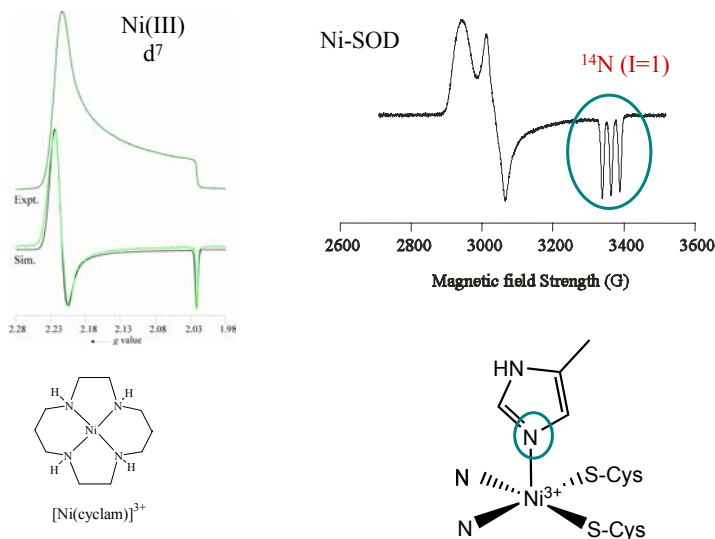 Ni(III)
d⁷
Expt.
Sim.
2.28 2.23 2.18 2.13 2.08 2.03 1.98
g value
H H
N N
Ni
N N
H H
[Ni(cyclam)]³⁺
Ni-SOD
¹⁴N (I=1)
2600 2800 3000 3200 3400 3600
Magnetic field Strength (G)
HN
N
N S-Cys
Ni³⁺
N S-Cys